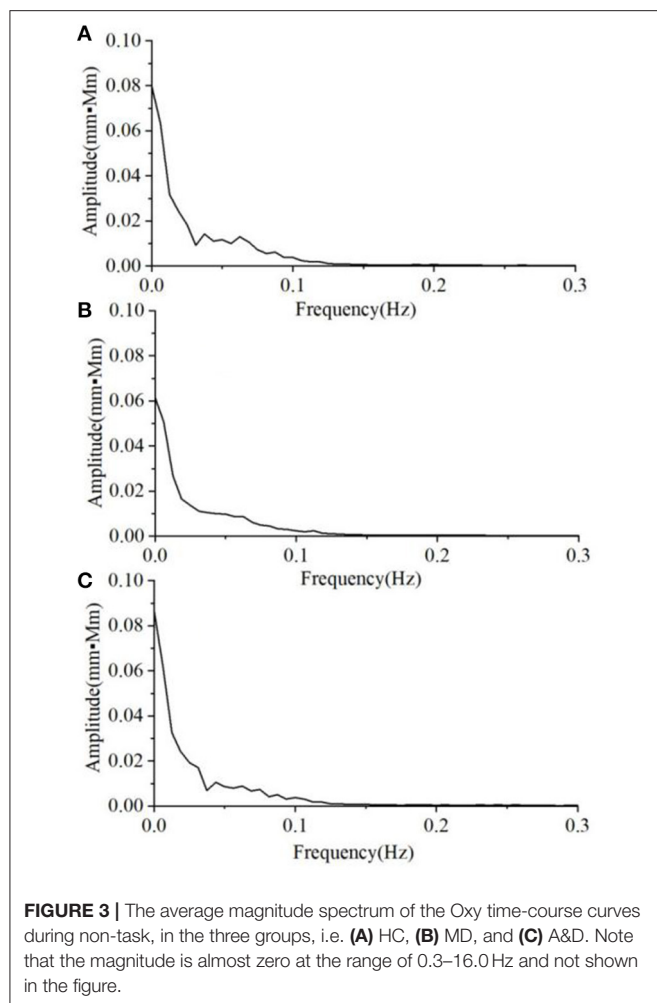 A
0.10
0.08
0.06
0.04
0.02
0.00
Amplitude(mm•Mm)
0.0 0.1 0.2 0.3
Frequency(Hz)
B
0.10
0.08
0.06
0.04
0.02
0.00
Amplitude(mm•Mm)
0.0 0.1 0.2 0.3
Frequency(Hz)
C
0.10
0.08
0.06
0.04
0.02
0.00
Amplitude(mm•Mm)
0.0 0.1 0.2 0.3
Frequency(Hz)
FIGURE 3 | The average magnitude spectrum of the Oxy time-course curves
during non-task, in the three groups, i.e. (A) HC, (B) MD, and (C) A&D. Note
that the magnitude is almost zero at the range of 0.3–16.0 Hz and not shown
in the figure.